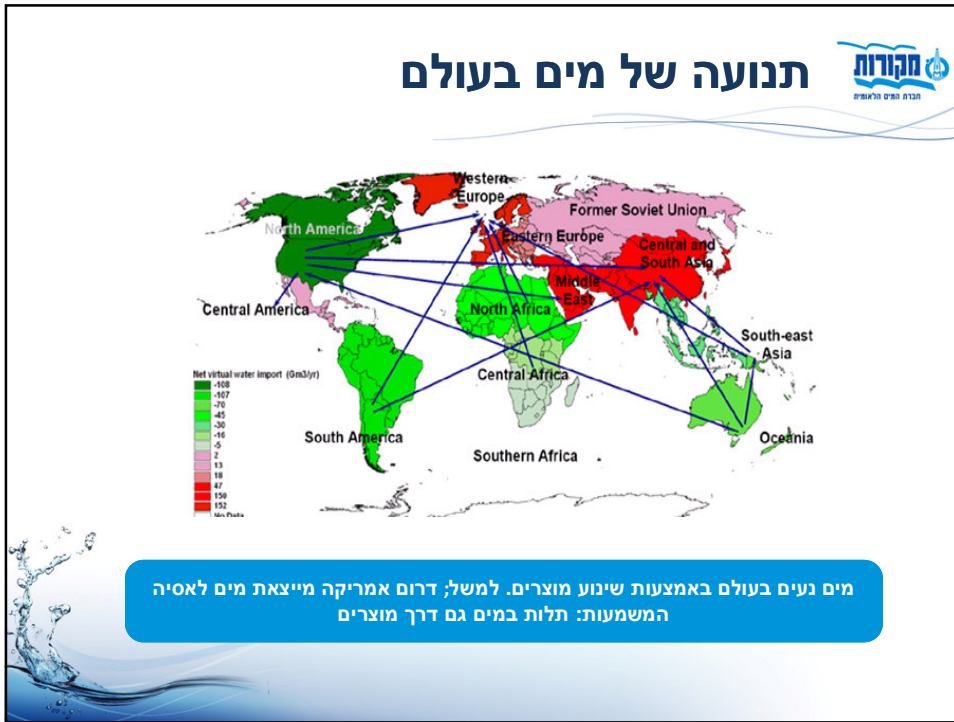 תנועה של מים בעולם
מקורות
חברת המים הלאומית
Western
Europe
Former Soviet Union
North America
Eastern Europe
Central and
South Asia
Middle
East
Central America
North Africa
South-east
Asia
Net virtual water import (Gm3/yr)
-108
-107
-70
-45
-30
-16
-5
2
13
18
47
150
152
No Data
Central Africa
South America
Oceania
Southern Africa
מים נעים בעולם באמצעות שינוע מוצרים. למשל; דרום אמריקה מייצאת מים לאסיה
המשמעות: תלות במים גם דרך מוצרים